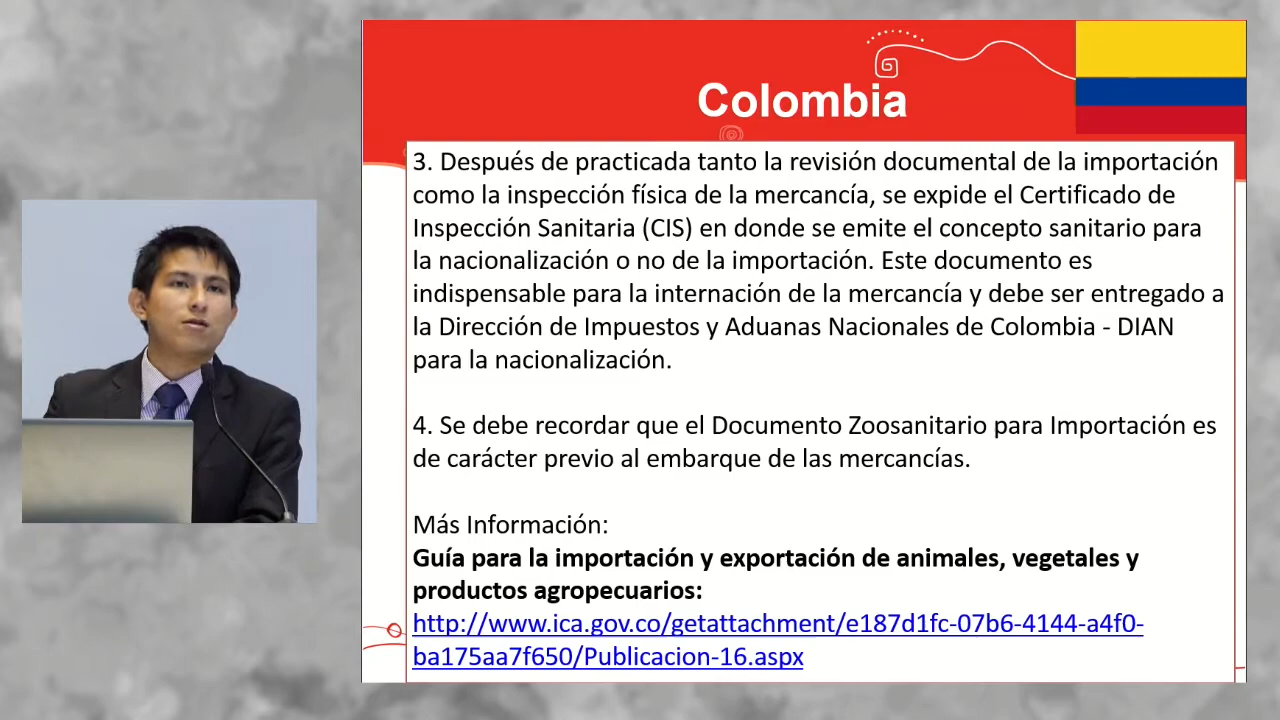 Colombia
3. Después de practicada tanto la revisión documental de la importación
como la inspección física de la mercancía, se expide el Certificado de
Inspección Sanitaria (CIS) en donde se emite el concepto sanitario para
la nacionalización o no de la importación. Este documento es
indispensable para la internación de la mercancía y debe ser entregado a
la Dirección de Impuestos y Aduanas Nacionales de Colombia - DIAN
para la nacionalización.
4. Se debe recordar que el Documento Zoosanitario para Importación es
de carácter previo al embarque de las mercancías.
Más Información:
Guía para la importación y exportación de animales, vegetales y
productos agropecuarios:
http://www.ica.gov.co/getattachment/e187d1fc-07b6-4144-a4f0-
ba175aa7f650/Publicacion-16.aspx